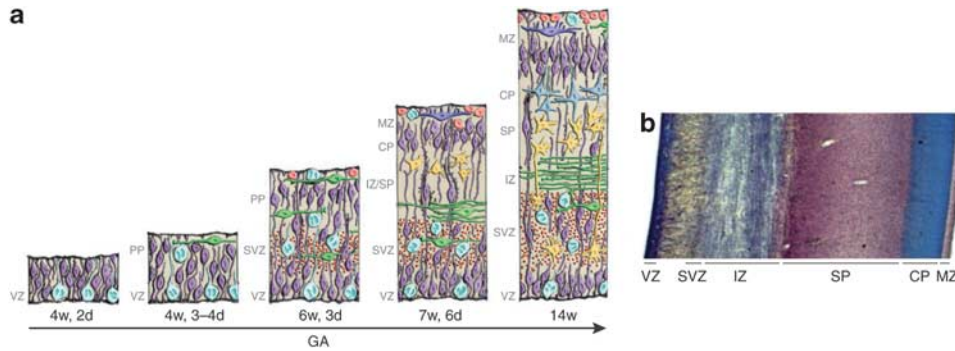 a
MZ
CP
SP
IZ
SVZ
VZ
MZ
CP
IZ/SP
SVZ
VZ
PP
SVZ
VZ
PP
VZ
VZ
4w, 2d
4w, 3–4d
6w, 3d
7w, 6d
14w
GA
b
VZ SVZ IZ SP CP MZ